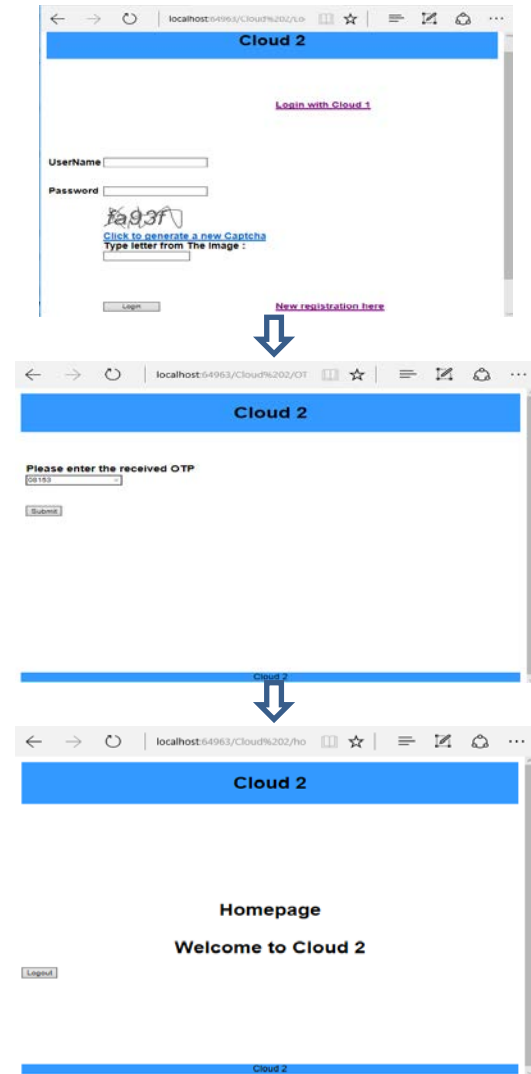 localhost:64963/Cloud%202/Lo
Cloud 2
Login with Cloud 1
UserName
Password
fa93f
Click to generate a new Captcha
Type letter from The Image :
Login
New registration here
localhost:64963/Cloud%202/OT
Cloud 2
Please enter the received OTP
08153
Submit
Cloud 2
localhost:64963/Cloud%202/ho
Cloud 2
Homepage
Welcome to Cloud 2
Logout
Cloud 2